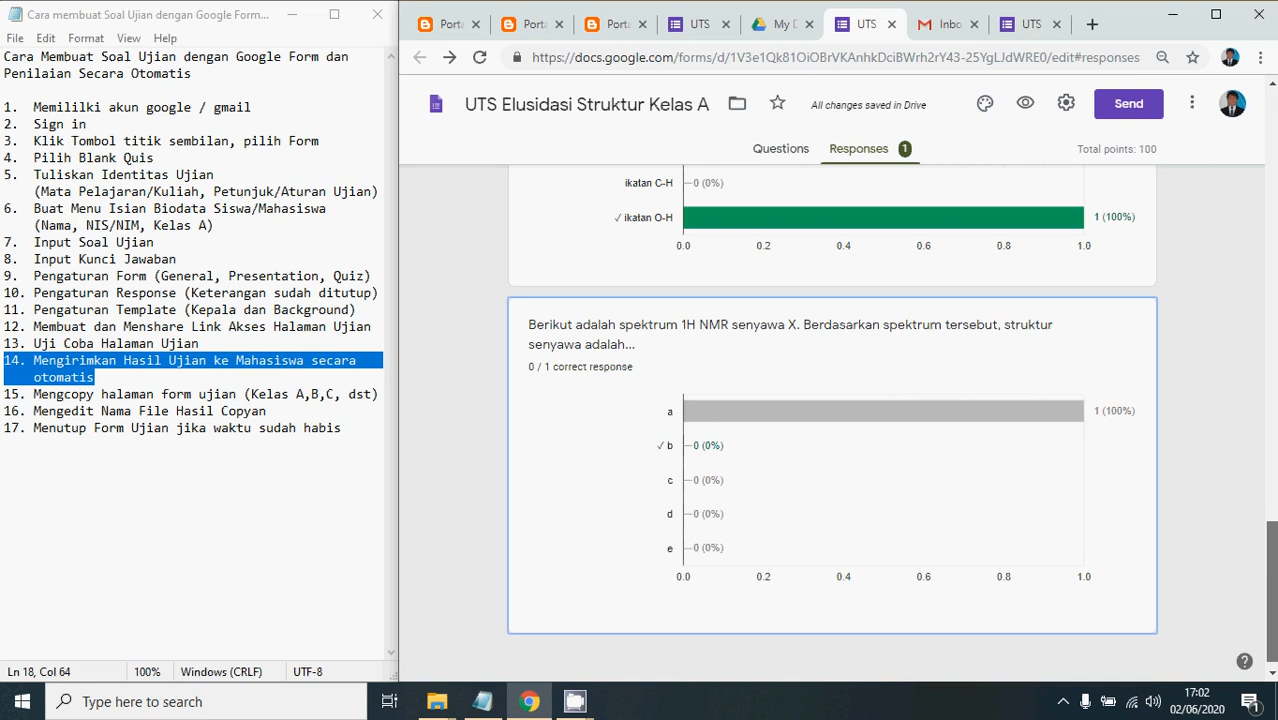 Cara membuat Soal Ujian dengan Google Form...
File Edit Format View Help
Cara Membuat Soal Ujian dengan Google Form dan
Penilaian Secara Otomatis
1. Memililki akun google / gmail
2. Sign in
3. Klik Tombol titik sembilan, pilih Form
4. Pilih Blank Quis
5. Tuliskan Identitas Ujian
(Mata Pelajaran/Kuliah, Petunjuk/Aturan Ujian)
6. Buat Menu Isian Biodata Siswa/Mahasiswa
(Nama, NIS/NIM, Kelas A)
7. Input Soal Ujian
8. Input Kunci Jawaban
9. Pengaturan Form (General, Presentation, Quiz)
10. Pengaturan Response (Keterangan sudah ditutup)
11. Pengaturan Template (Kepala dan Background)
12. Membuat dan Menshare Link Akses Halaman Ujian
13. Uji Coba Halaman Ujian
14. Mengirimkan Hasil Ujian ke Mahasiswa secara
otomatis
15. Mengcopy halaman form ujian (Kelas A,B,C, dst)
16. Mengedit Nama File Hasil Copyan
17. Menutup Form Ujian jika waktu sudah habis
Ln 18, Col 64 100% Windows (CRLF) UTF-8
Porta Porta Porta UTS My D UTS Inbo UTS
https://docs.google.com/forms/d/1V3e1Qk81OiOBrVKAnhkDciBWrh2rY43-25YgLJdWRE0/edit#responses
UTS Elusidasi Struktur Kelas A All changes saved in Drive Send
Questions Responses 1 Total points: 100
ikatan C-H 0 (0%)
✓ ikatan O-H 1 (100%)
0.0 0.2 0.4 0.6 0.8 1.0
Berikut adalah spektrum 1H NMR senyawa X. Berdasarkan spektrum tersebut, struktur
senyawa adalah...
0 / 1 correct response
a 1 (100%)
✓ b 0 (0%)
c 0 (0%)
d 0 (0%)
e 0 (0%)
0.0 0.2 0.4 0.6 0.8 1.0
Type here to search
17:02
02/06/2020
1